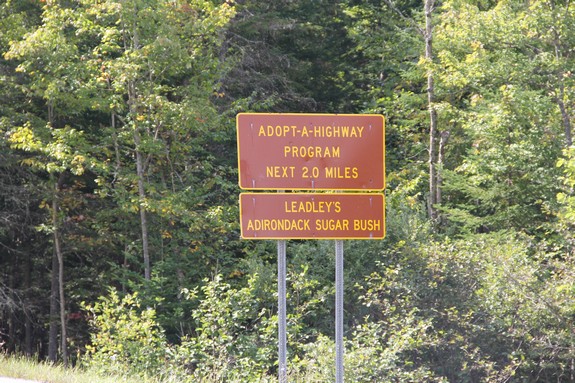 ADOPT-A-HIGHWAY
PROGRAM
NEXT 2.0 MILES
LEADLEY'S
ADIRONDACK SUGAR BUSH